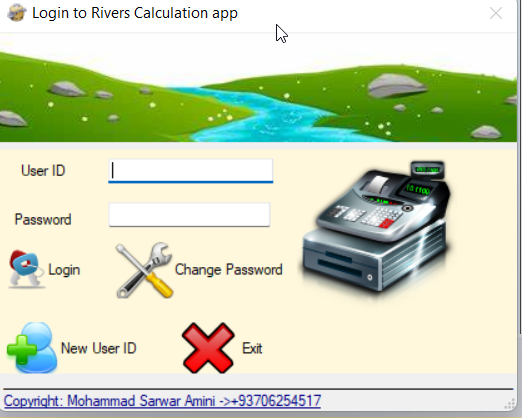 Login to Rivers Calculation app
User ID
Password
Login
Change Password
New User ID
Exit
Copyright: Mohammad Sarwar Amini ->+93706254517